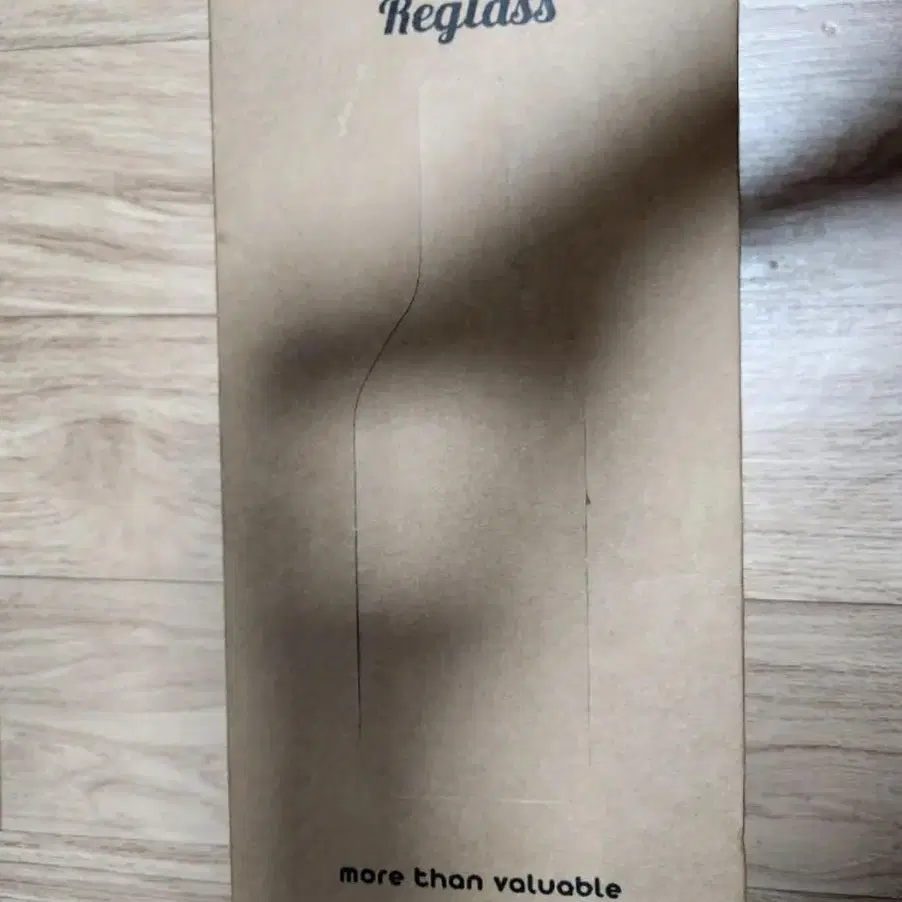 Reglass
more than valuable